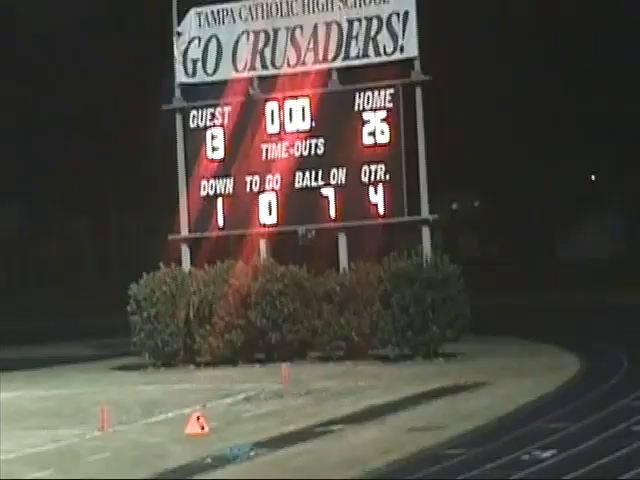 TAMPA CATHOLIC HIGH SCHOOL
GO CRUSADERS!
GUEST 0:00. HOME
13 26
TIME-OUTS
DOWN TO GO BALL ON QTR.
1 0 7 4